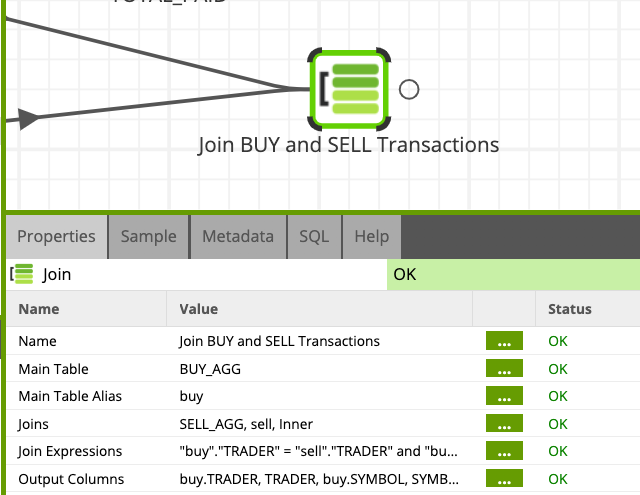 TOTAL_PAID
Join BUY and SELL Transactions
Properties Sample Metadata SQL Help
Join OK
Name Value Status
Name Join BUY and SELL Transactions ... OK
Main Table BUY_AGG ... OK
Main Table Alias buy ... OK
Joins SELL_AGG, sell, Inner ... OK
Join Expressions "buy"."TRADER" = "sell"."TRADER" and "bu... ... OK
Output Columns buy.TRADER, TRADER, buy.SYMBOL, SYMB... ... OK